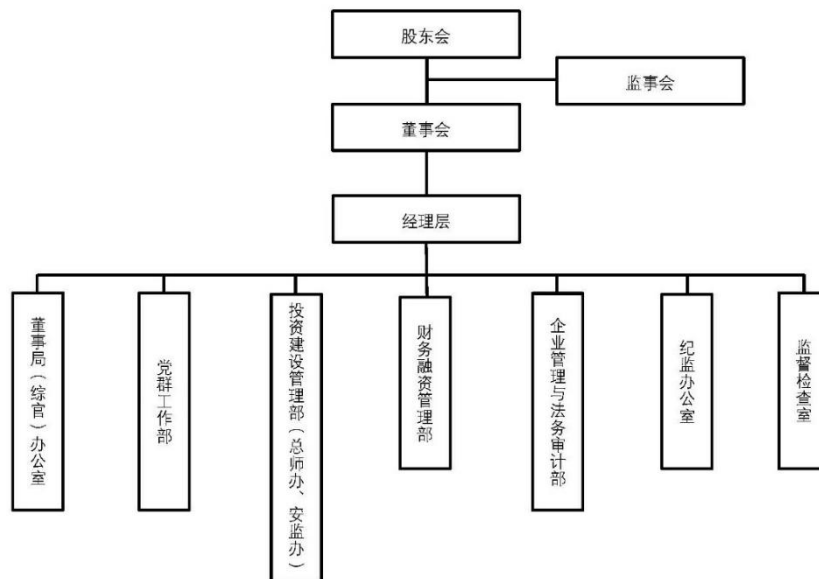 股东会
监事会
董事会
经理层
董事局（综官）办公室
党群工作部
投资建设管理部（总师办、安监办）
财务融资管理部
企业管理与法务审计部
纪监办公室
监督检查室